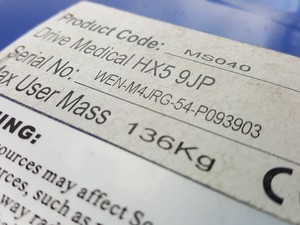 Product Code: MS040
Drive Medical HX5 9JP
Serial No: WEN-M4JRG-54-P093903
ax User Mass 136Kg
NING:
ources may affect
rces, such as
way radio